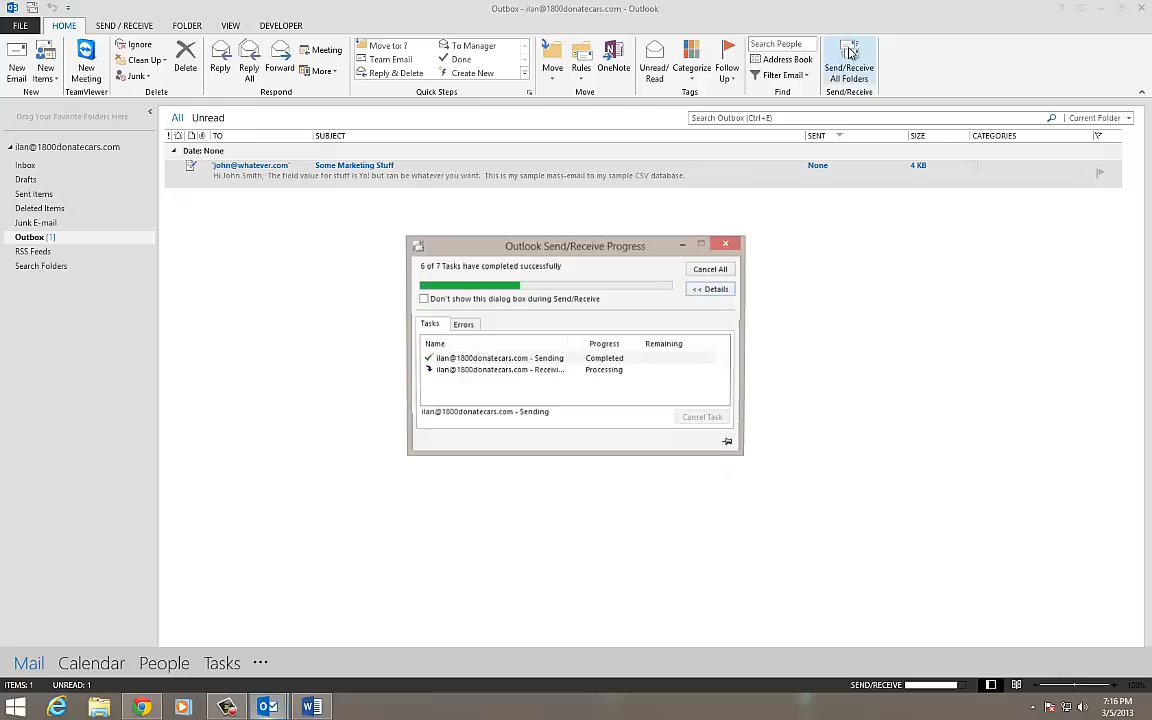 Outbox - ilan@1800donatecars.com - Outlook
FILE HOME SEND / RECEIVE FOLDER VIEW DEVELOPER
New Email
New Items
New
New Meeting
TeamViewer
Ignore
Clean Up
Junk
Delete
Delete
Reply
Reply All
Forward
Meeting
More
Respond
Move to: ?
Team Email
Reply & Delete
To Manager
Done
Create New
Quick Steps
Move
Rules
OneNote
Move
Unread/ Read
Categorize
Follow Up
Tags
Search People
Address Book
Filter Email
Find
Send/Receive All Folders
Send/Receive
Drag Your Favorite Folders Here
ilan@1800donatecars.com
Inbox
Drafts
Sent Items
Deleted Items
Junk E-mail
Outbox [1]
RSS Feeds
Search Folders
All Unread
Search Outbox (Ctrl+E)
Current Folder
! TO SUBJECT SENT SIZE CATEGORIES
Date: None
'john@whatever.com' Some Marketing Stuff None 4 KB
Hi John Smith, The field value for stuff is Yo! but can be whatever you want. This is my sample mass-email to my sample CSV database.
Outlook Send/Receive Progress
6 of 7 Tasks have completed successfully
Cancel All
<< Details
Don't show this dialog box during Send/Receive
Tasks Errors
Name Progress Remaining
ilan@1800donatecars.com - Sending Completed
ilan@1800donatecars.com - Receivi... Processing
ilan@1800donatecars.com - Sending
Cancel Task
Mail Calendar People Tasks •••
ITEMS: 1 UNREAD: 1
SEND/RECEIVE
100%
7:16 PM
3/5/2013